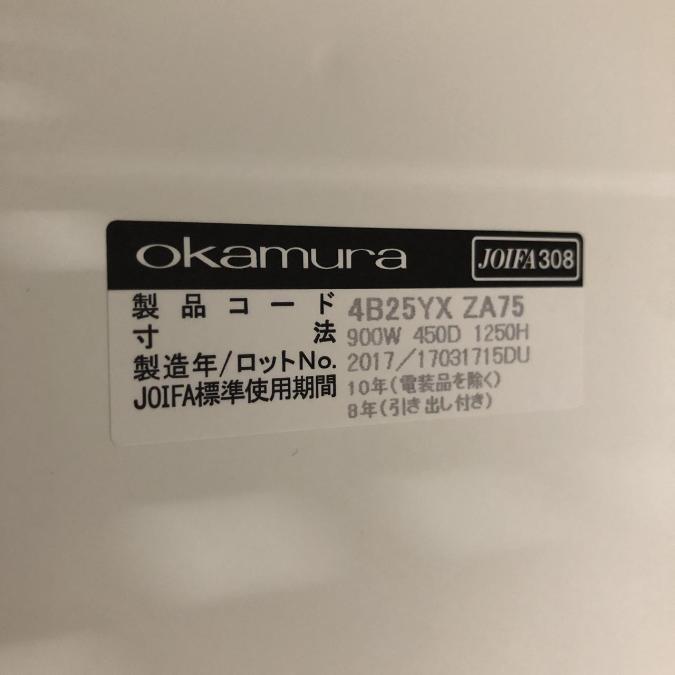 okamura JOIFA308
製品コード 4B25YX ZA75
寸法 900W 450D 1250H
製造年/ロットNo. 2017/17031715DU
JOIFA標準使用期間 10年(電装品を除く)
8年(引き出し付き)